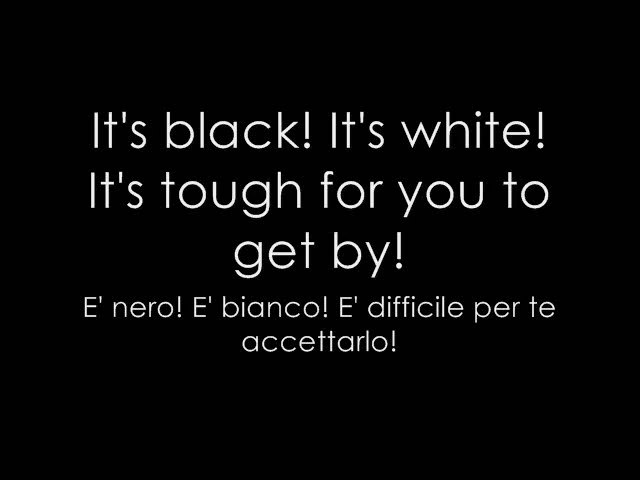 It's black! It's white!
It's tough for you to
get by!
E' nero! E' bianco! E' difficile per te
accettarlo!